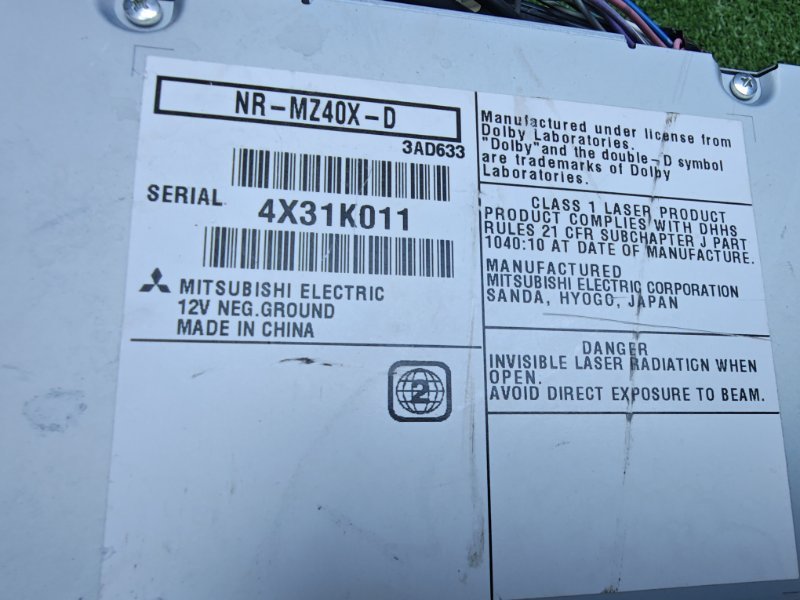 NR-MZ40X-D
3AD633
SERIAL
4X31K011
MITSUBISHI ELECTRIC
12V NEG.GROUND
MADE IN CHINA
2
Manufactured under license from
Dolby Laboratories.
"Dolby"and the double-D symbol
are trademarks of Dolby
Laboratories.
CLASS 1 LASER PRODUCT
PRODUCT COMPLIES WITH DHHS
RULES 21 CFR SUBCHAPTER J PART
1040:10 AT DATE OF MANUFACTURE.
MANUFACTURED
MITSUBISHI ELECTRIC CORPORATION
SANDA, HYOGO, JAPAN
DANGER
INVISIBLE LASER RADIATION WHEN
OPEN.
AVOID DIRECT EXPOSURE TO BEAM.